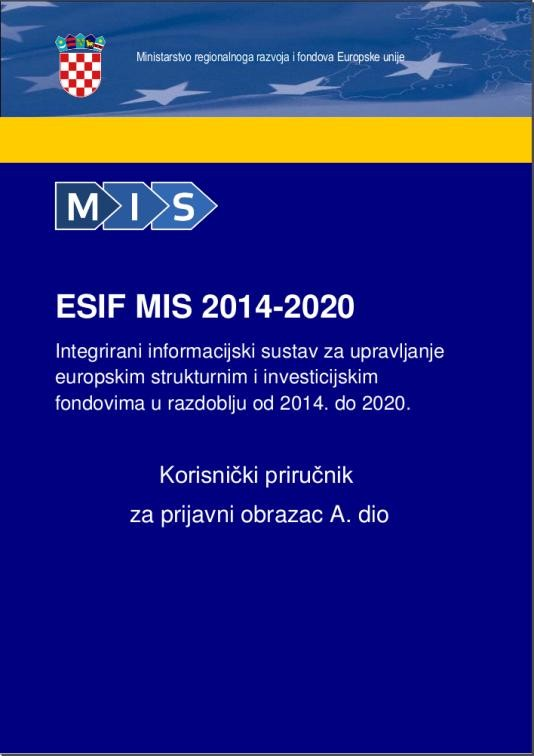 Ministarstvo regionalnoga razvoja i fondova Europske unije
MIS
ESIF MIS 2014-2020
Integrirani informacijski sustav za upravljanje
europskim strukturnim i investicijskim
fondovima u razdoblju od 2014. do 2020.
Korisnički priručnik
za prijavni obrazac A. dio